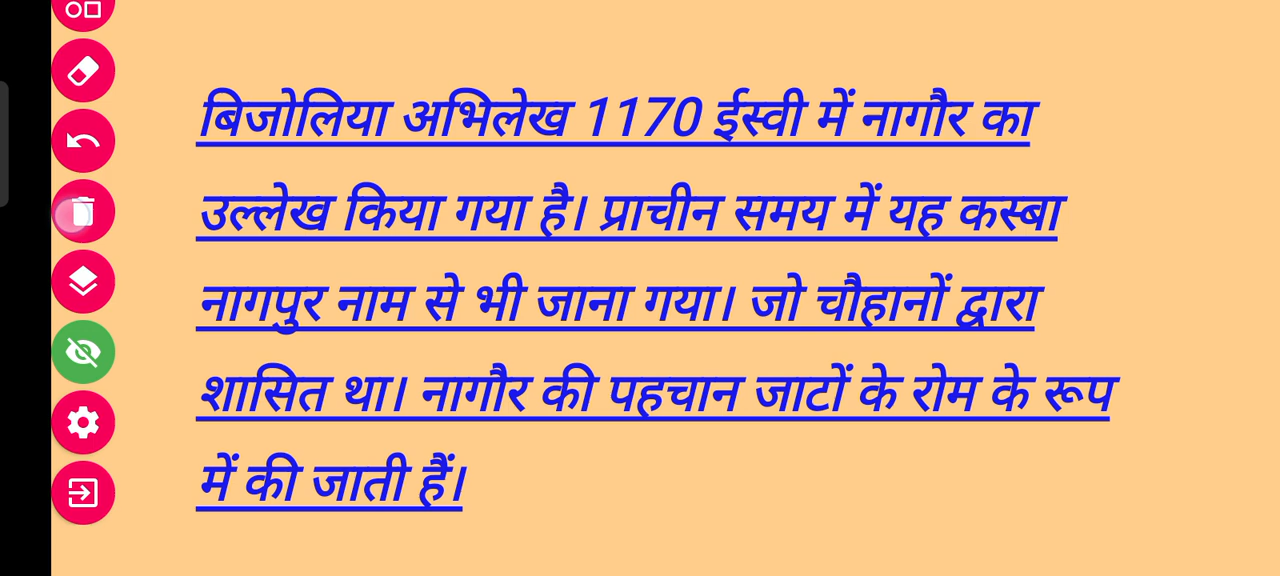 बिजोलिया अभिलेख 1170 ईस्वी में नागौर का
उल्लेख किया गया है। प्राचीन समय में यह कस्बा
नागपुर नाम से भी जाना गया। जो चौहानों द्वारा
शासित था। नागौर की पहचान जाटों के रोम के रूप
में की जाती हैं।